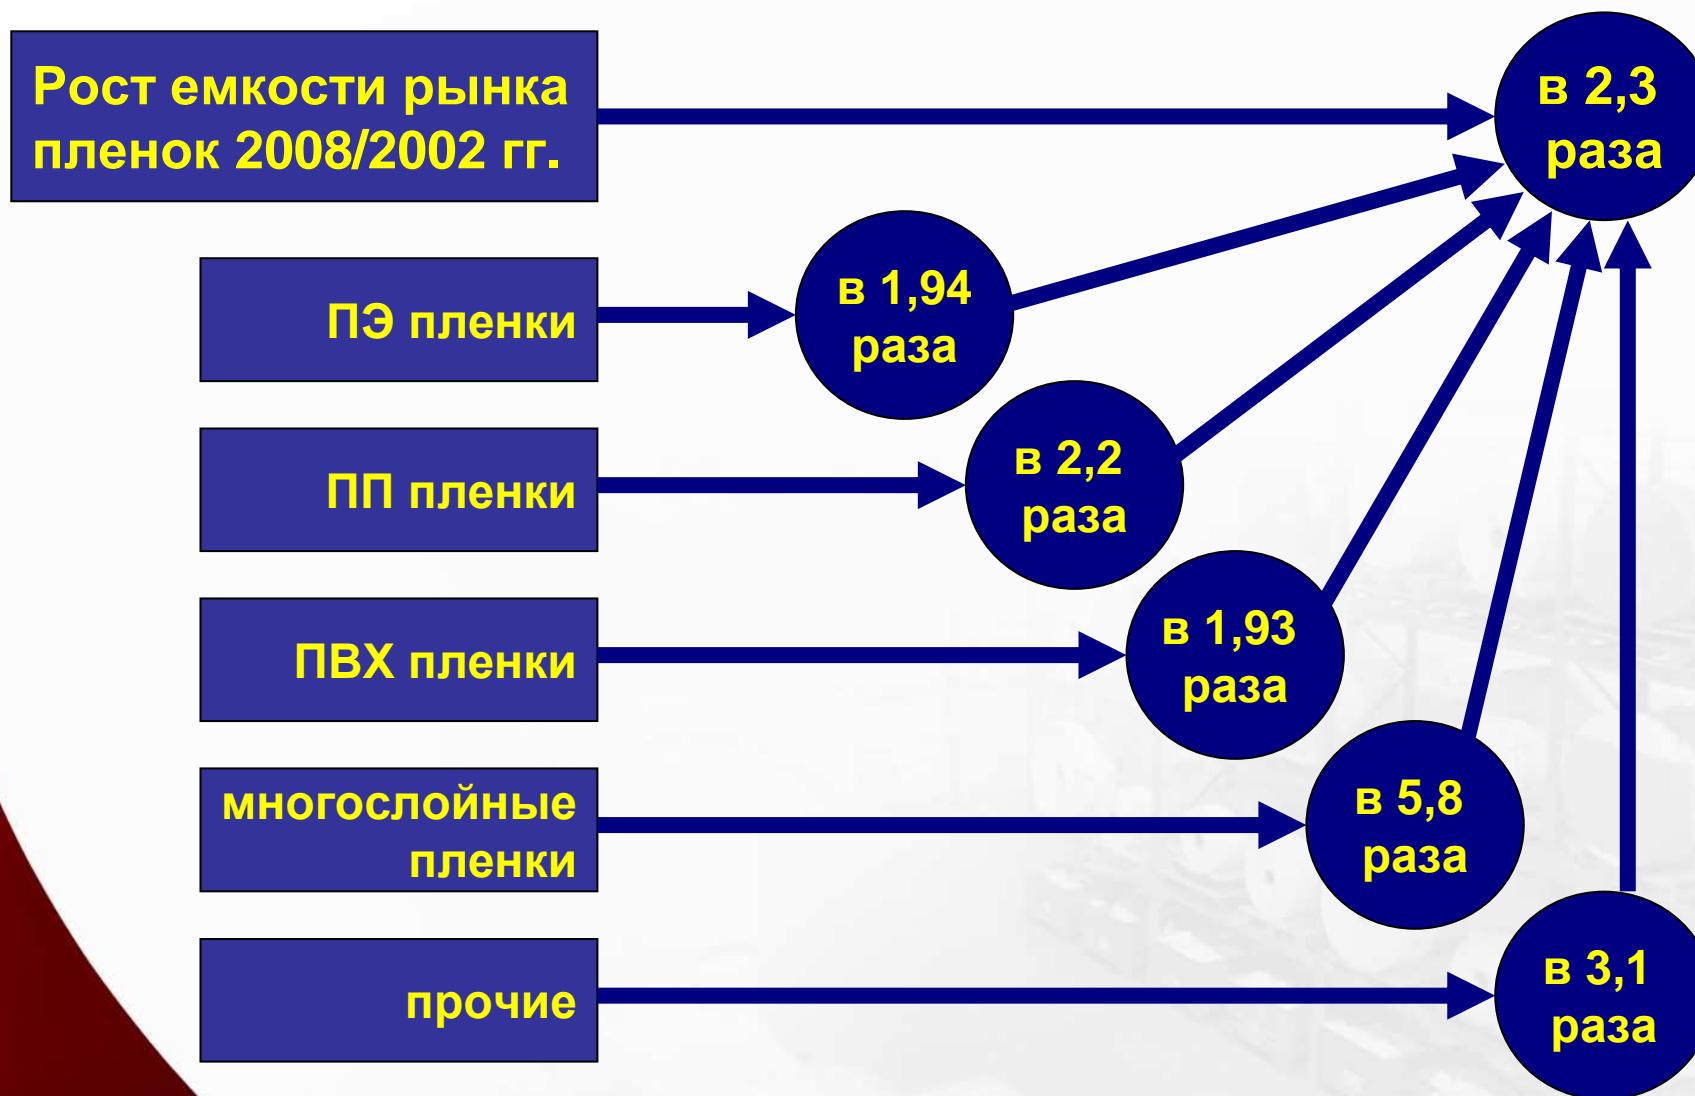 Рост емкости рынка
пленок 2008/2002 гг.
в 2,3
раза
ПЭ пленки
в 1,94
раза
ПП пленки
в 2,2
раза
ПВХ пленки
в 1,93
раза
многослойные
пленки
в 5,8
раза
прочие
в 3,1
раза